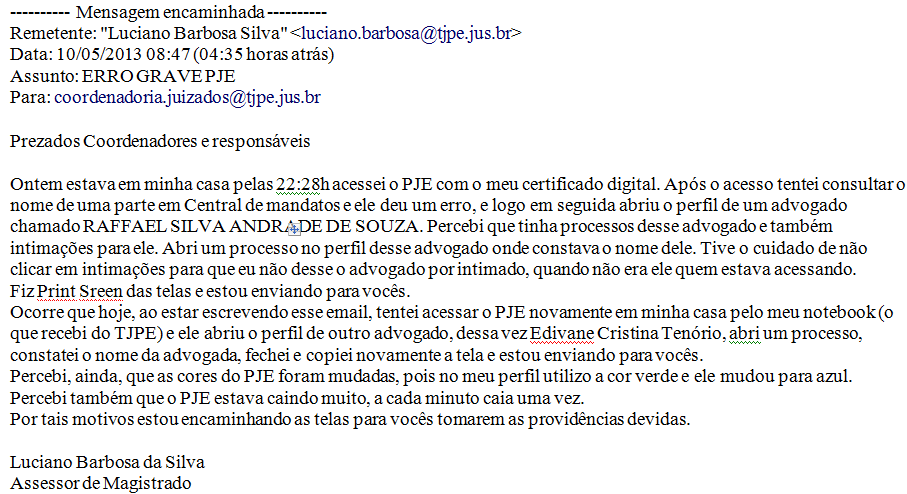 ---------- Mensagem encaminhada ----------
Remetente: "Luciano Barbosa Silva" <luciano.barbosa@tjpe.jus.br>
Data: 10/05/2013 08:47 (04:35 horas atrás)
Assunto: ERRO GRAVE PJE
Para: coordenadoria.juizados@tjpe.jus.br
Prezados Coordenadores e responsáveis
Ontem estava em minha casa pelas 22:28h acessei o PJE com o meu certificado digital. Após o acesso tentei consultar o
nome de uma parte em Central de mandatos e ele deu um erro, e logo em seguida abriu o perfil de um advogado
chamado RAFFAEL SILVA ANDRADE DE SOUZA. Percebi que tinha processos desse advogado e também
intimações para ele. Abri um processo no perfil desse advogado onde constava o nome dele. Tive o cuidado de não
clicar em intimações para que eu não desse o advogado por intimado, quando não era ele quem estava acessando.
Fiz Print Sreen das telas e estou enviando para vocês.
Ocorre que hoje, ao estar escrevendo esse email, tentei acessar o PJE novamente em minha casa pelo meu notebook (o
que recebi do TJPE) e ele abriu o perfil de outro advogado, dessa vez Edivane Cristina Tenório, abri um processo,
constatei o nome da advogada, fechei e copiei novamente a tela e estou enviando para vocês.
Percebi, ainda, que as cores do PJE foram mudadas, pois no meu perfil utilizo a cor verde e ele mudou para azul.
Percebi também que o PJE estava caindo muito, a cada minuto caia uma vez.
Por tais motivos estou encaminhando as telas para vocês tomarem as providências devidas.
Luciano Barbosa da Silva
Assessor de Magistrado